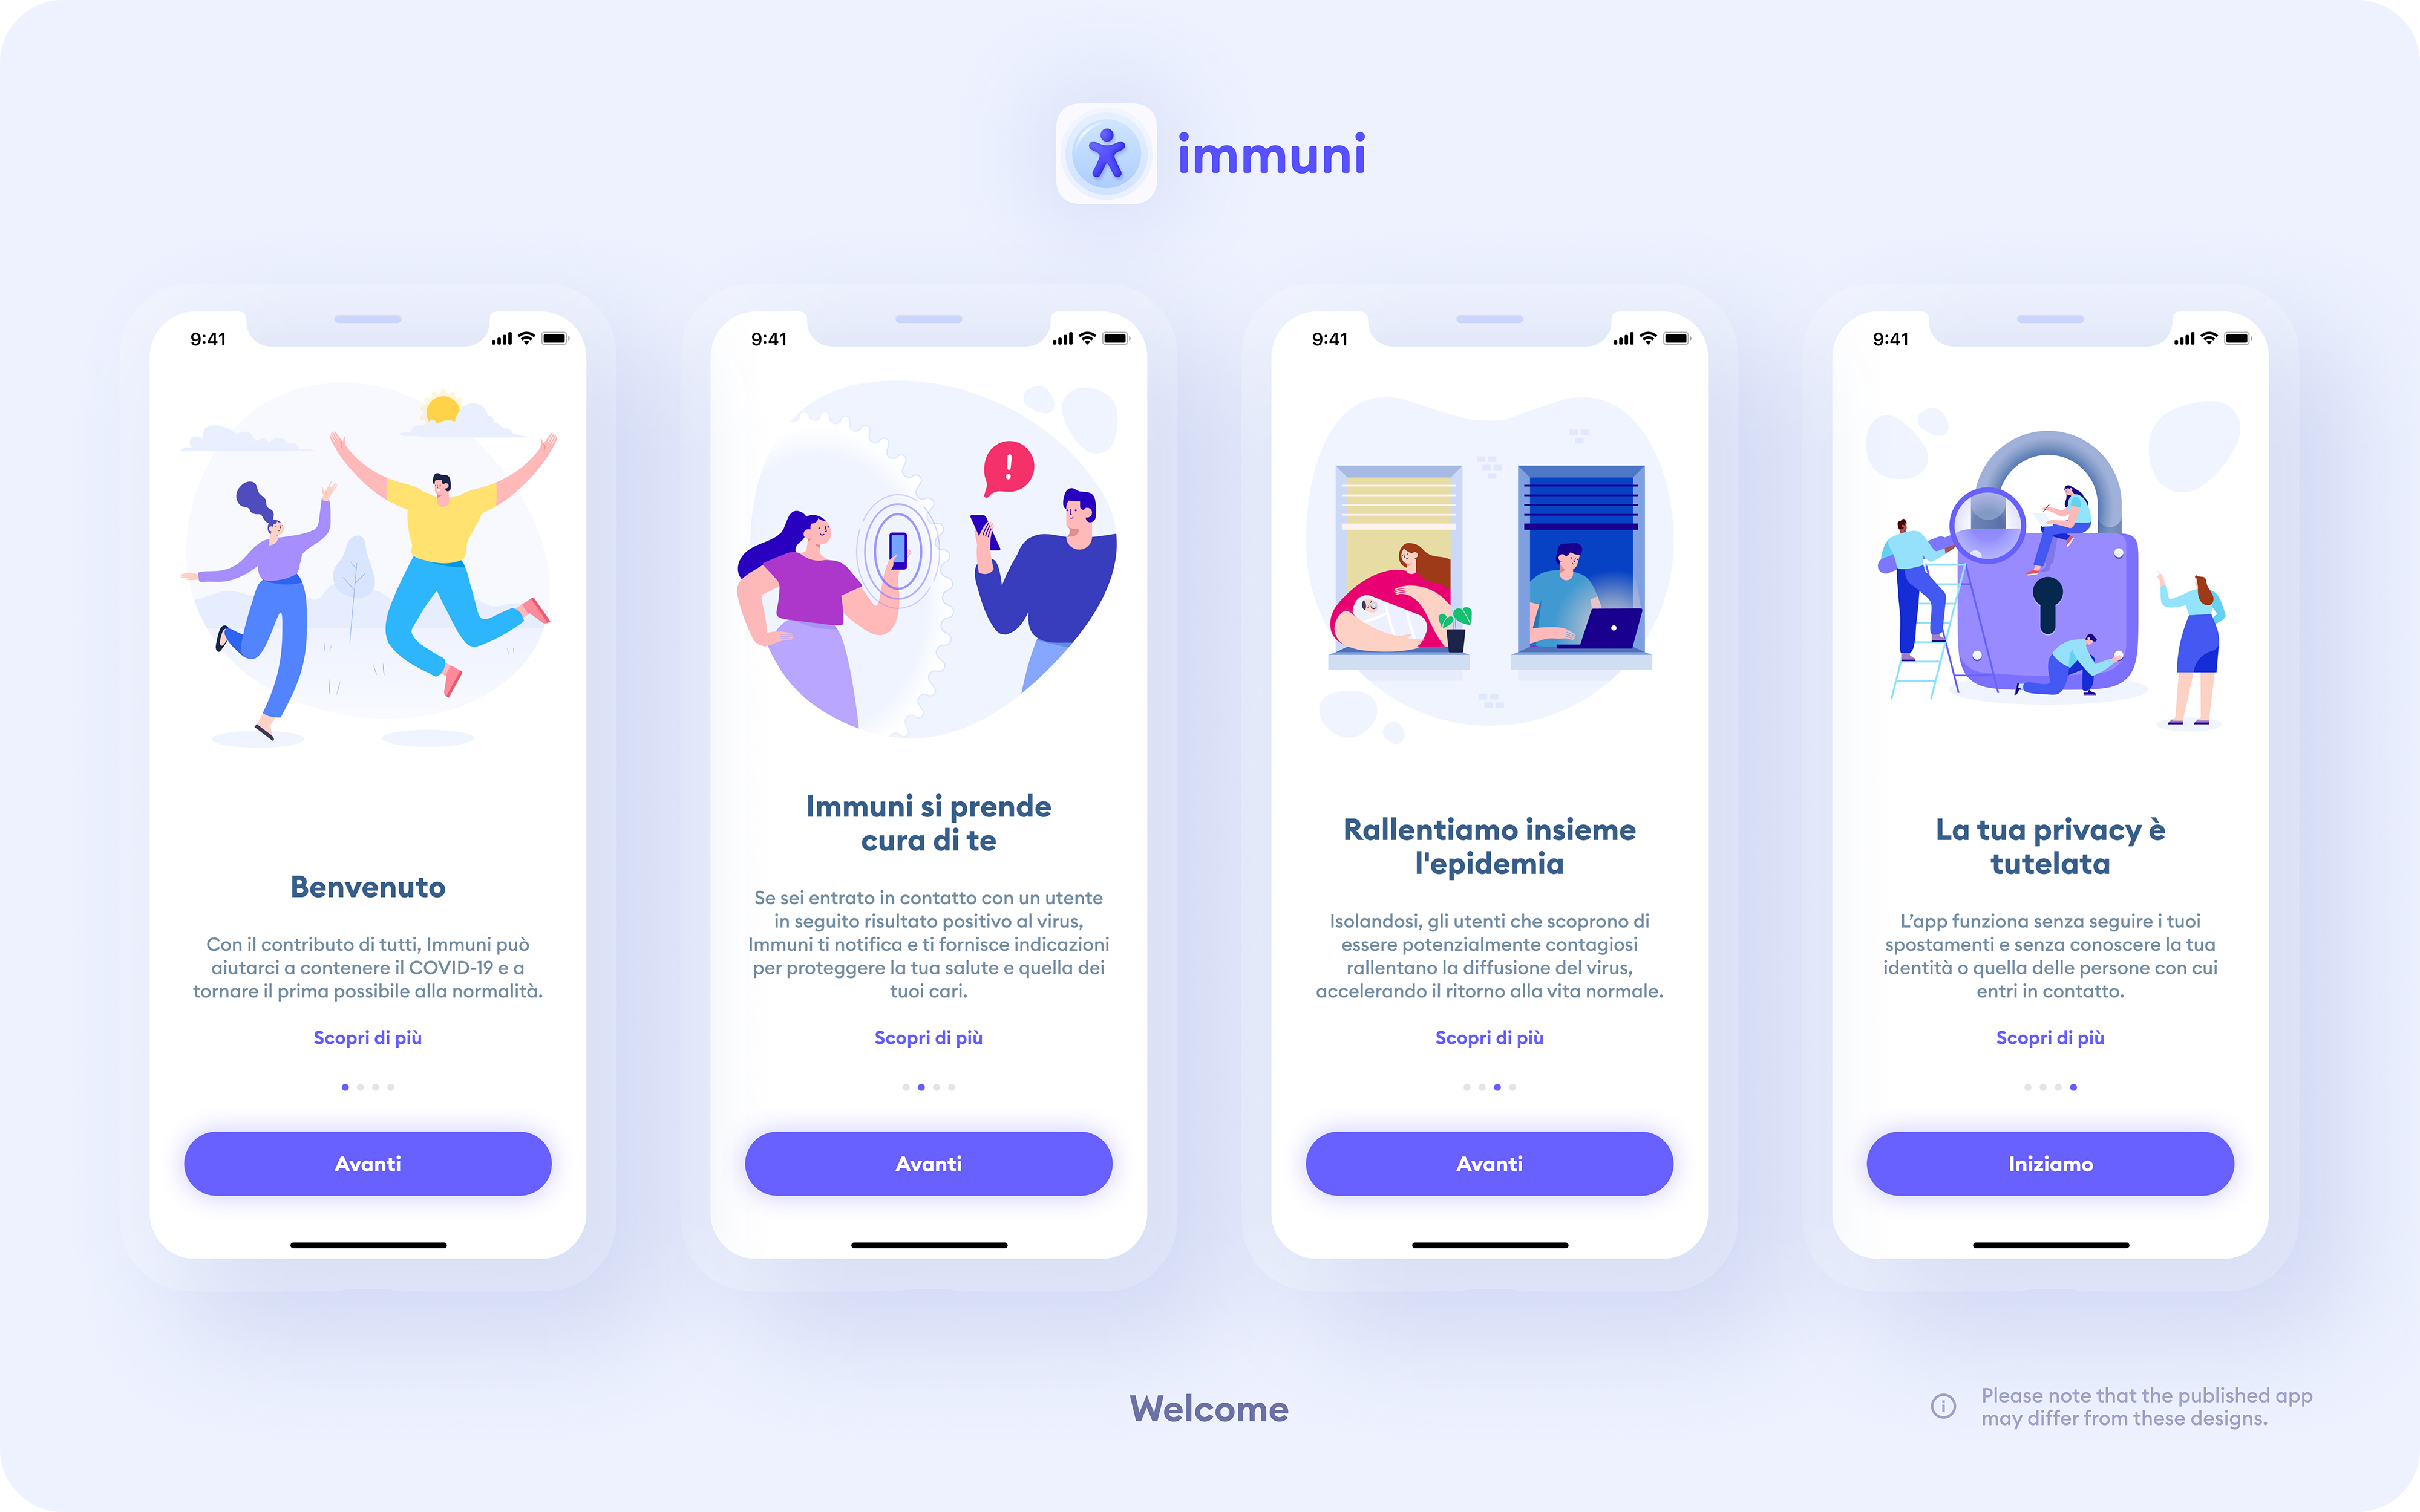 immuni
9:41
Benvenuto
Con il contributo di tutti, Immuni può
aiutarci a contenere il COVID-19 e a
tornare il prima possibile alla normalità.
Scopri di più
Avanti
9:41
!
Immuni si prende
cura di te
Se sei entrato in contatto con un utente
in seguito risultato positivo al virus,
Immuni ti notifica e ti fornisce indicazioni
per proteggere la tua salute e quella dei
tuoi cari.
Scopri di più
Avanti
9:41
Rallentiamo insieme
l'epidemia
Isolandosi, gli utenti che scoprono di
essere potenzialmente contagiosi
rallentano la diffusione del virus,
accelerando il ritorno alla vita normale.
Scopri di più
Avanti
9:41
La tua privacy è
tutelata
L’app funziona senza seguire i tuoi
spostamenti e senza conoscere la tua
identità o quella delle persone con cui
entri in contatto.
Scopri di più
Iniziamo
Welcome
Please note that the published app
may differ from these designs.